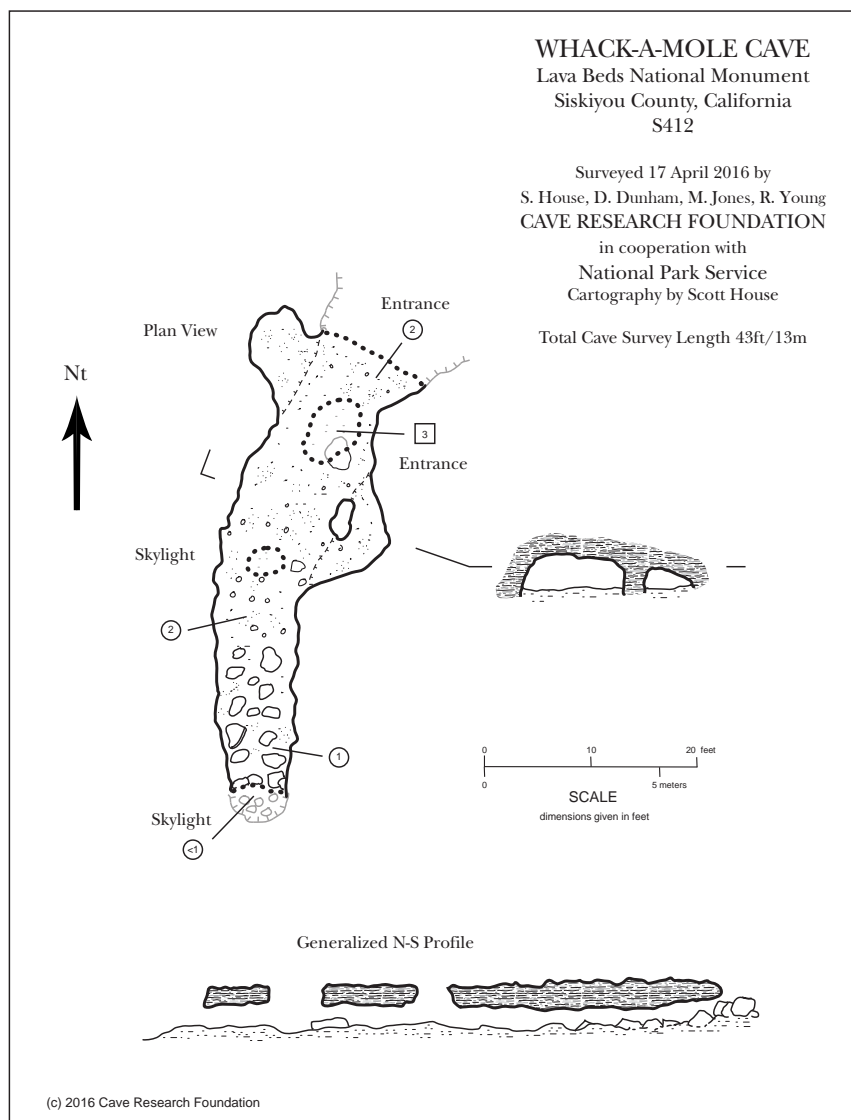 WHACK-A-MOLE CAVE
Lava Beds National Monument
Siskiyou County, California
S412
Surveyed 17 April 2016 by
S. House, D. Dunham, M. Jones, R. Young
CAVE RESEARCH FOUNDATION
in cooperation with
National Park Service
Cartography by Scott House
Total Cave Survey Length 43ft/13m
Plan View
Entrance
2
Nt
3
Entrance
Skylight
2
1
Skylight
<1
0 10 20 feet
0 5 meters
SCALE
dimensions given in feet
Generalized N-S Profile
(c) 2016 Cave Research Foundation